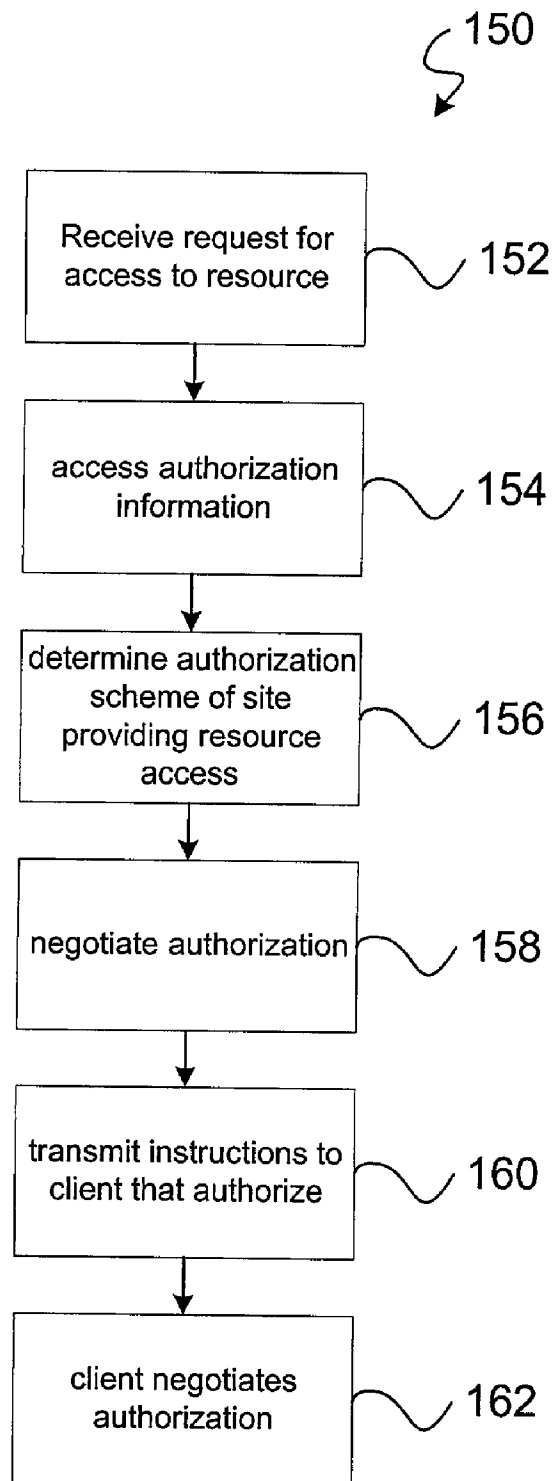 150
Receive request for
access to resource
152
access authorization
information
154
determine authorization
scheme of site
providing resource
access
156
negotiate authorization
158
transmit instructions to
client that authorize
160
client negotiates
authorization
162